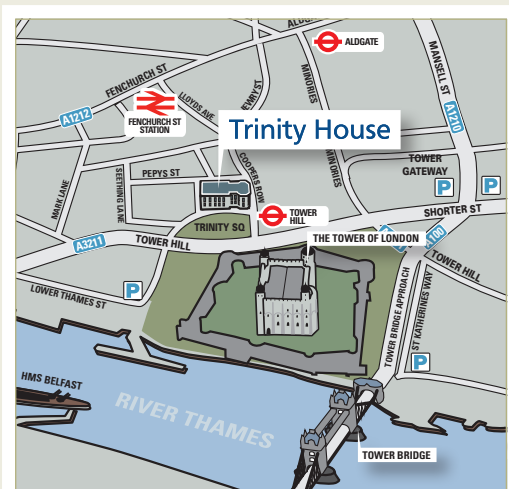 ALDGATE
FENCHURCH ST
A1212
LLOYDS AVE
MINORIES
MANSELL ST
A1210
FENCHURCH ST
STATION
Trinity House
MINORIES
TOWER
GATEWAY
P
P
PEPYS ST
COOPERS ROW
MARK LANE
SEETHING LANE
TRINITY SQ
TOWER
HILL
SHORTER ST
A3211
TOWER HILL
THE TOWER OF LONDON
A100
TOWER HILL
LOWER THAMES ST
P
TOWER BRIDGE APPROACH
ST KATHERINES WAY
P
HMS BELFAST
RIVER THAMES
TOWER BRIDGE